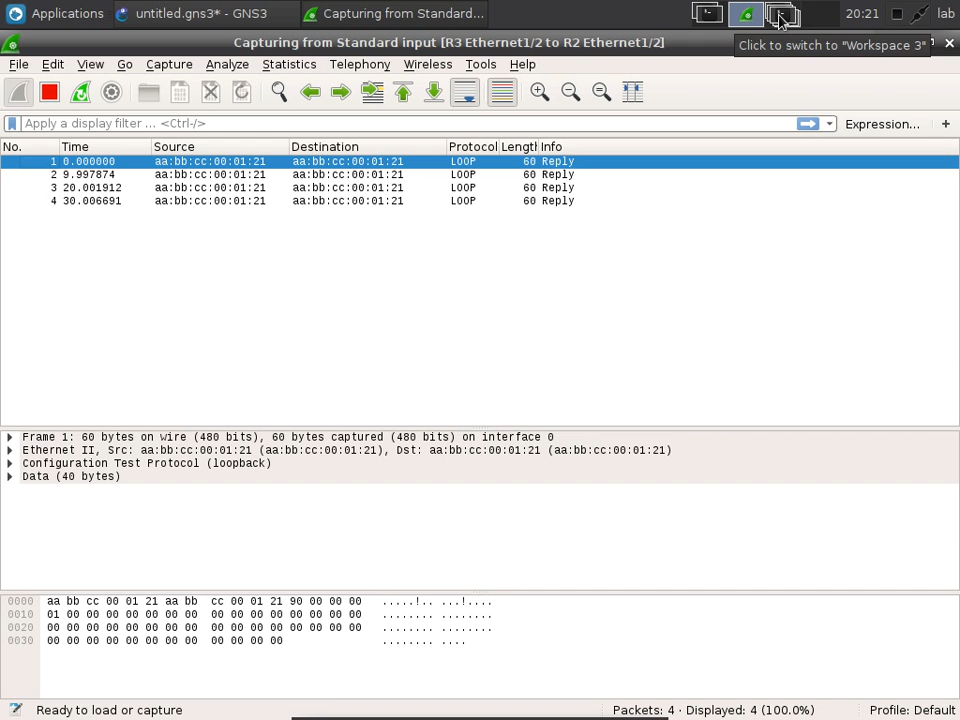 Applications untitled.gns3* - GNS3 Capturing from Standard... 20:21 lab
Capturing from Standard input [R3 Ethernet1/2 to R2 Ethernet1/2]
Click to switch to "Workspace 3"
File Edit View Go Capture Analyze Statistics Telephony Wireless Tools Help
Apply a display filter ... <Ctrl-/> Expression... +
No. Time Source Destination Protocol Length Info
1 0.000000 aa:bb:cc:00:01:21 aa:bb:cc:00:01:21 LOOP 60 Reply
2 9.997874 aa:bb:cc:00:01:21 aa:bb:cc:00:01:21 LOOP 60 Reply
3 20.001912 aa:bb:cc:00:01:21 aa:bb:cc:00:01:21 LOOP 60 Reply
4 30.006691 aa:bb:cc:00:01:21 aa:bb:cc:00:01:21 LOOP 60 Reply
Frame 1: 60 bytes on wire (480 bits), 60 bytes captured (480 bits) on interface 0
Ethernet II, Src: aa:bb:cc:00:01:21 (aa:bb:cc:00:01:21), Dst: aa:bb:cc:00:01:21 (aa:bb:cc:00:01:21)
Configuration Test Protocol (loopback)
Data (40 bytes)
0000 aa bb cc 00 01 21 aa bb cc 00 01 21 90 00 00 00 .....!.. ...!....
0010 01 00 00 00 00 00 00 00 00 00 00 00 00 00 00 00 ........ ........
0020 00 00 00 00 00 00 00 00 00 00 00 00 00 00 00 00 ........ ........
0030 00 00 00 00 00 00 00 00 00 00 00 00 ........ ....
Ready to load or capture Packets: 4 · Displayed: 4 (100.0%) Profile: Default